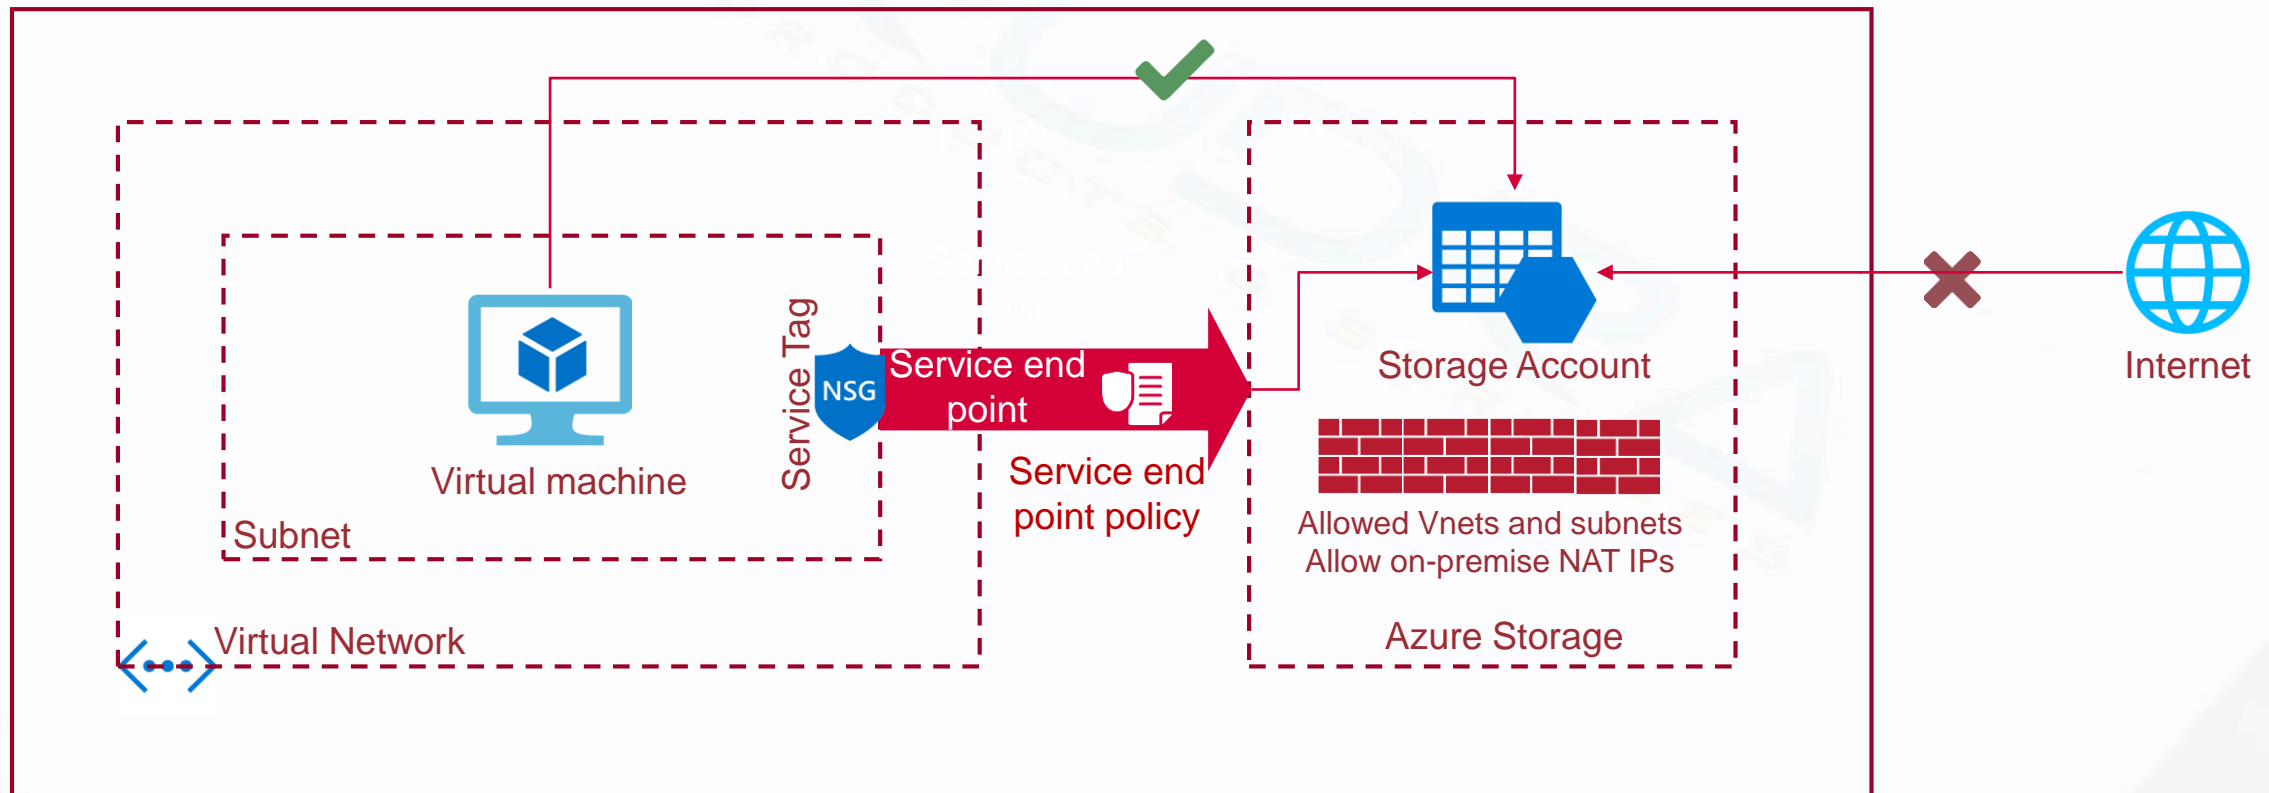 Service Tag
NSG
Service end
point
Virtual machine
Subnet
Virtual Network
Service end
point policy
Storage Account
Allowed Vnets and subnets
Allow on-premise NAT IPs
Azure Storage
Internet